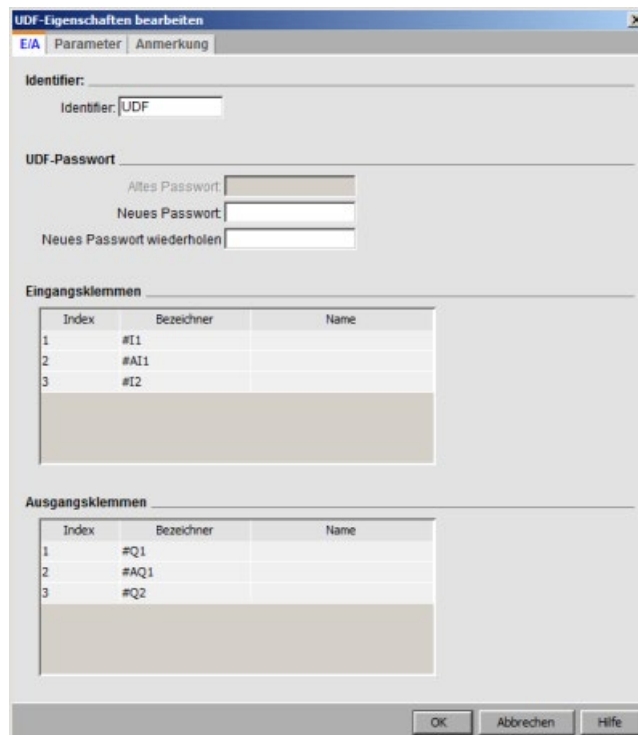 UDF-Eigenschaften bearbeiten
E/A Parameter Anmerkung
Identifier:
Identifier: UDF
UDF-Passwort
Altes Passwort:
Neues Passwort:
Neues Passwort wiederholen
Eingangsklemmen
Index Bezeichner Name
1 #I1
2 #AI1
3 #I2
Ausgangsklemmen
Index Bezeichner Name
1 #Q1
2 #AQ1
3 #Q2
OK Abbrechen Hilfe